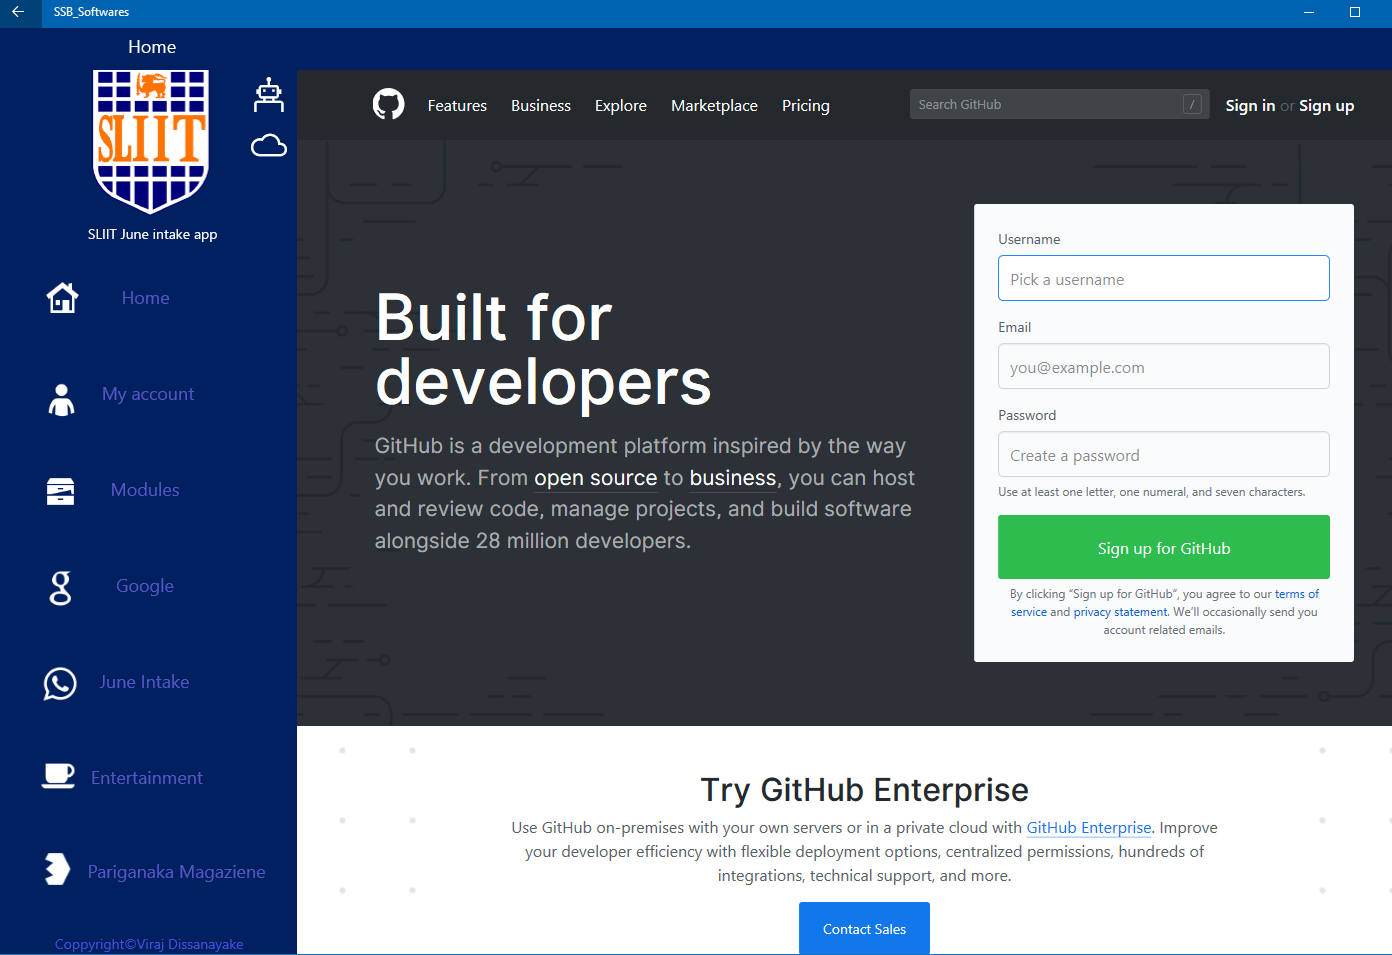 SSB_Softwares
Home
SLIIT
SLIIT June intake app
Home
My account
Modules
Google
June Intake
Entertainment
Pariganaka Magaziene
Coppyright©Viraj Dissanayake
Features Business Explore Marketplace Pricing
Search GitHub /
Sign in or Sign up
Built for
developers
GitHub is a development platform inspired by the way
you work. From open source to business, you can host
and review code, manage projects, and build software
alongside 28 million developers.
Username
Pick a username
Email
you@example.com
Password
Create a password
Use at least one letter, one numeral, and seven characters.
Sign up for GitHub
By clicking “Sign up for GitHub”, you agree to our terms of
service and privacy statement. We’ll occasionally send you
account related emails.
Try GitHub Enterprise
Use GitHub on-premises with your own servers or in a private cloud with GitHub Enterprise. Improve
your developer efficiency with flexible deployment options, centralized permissions, hundreds of
integrations, technical support, and more.
Contact Sales